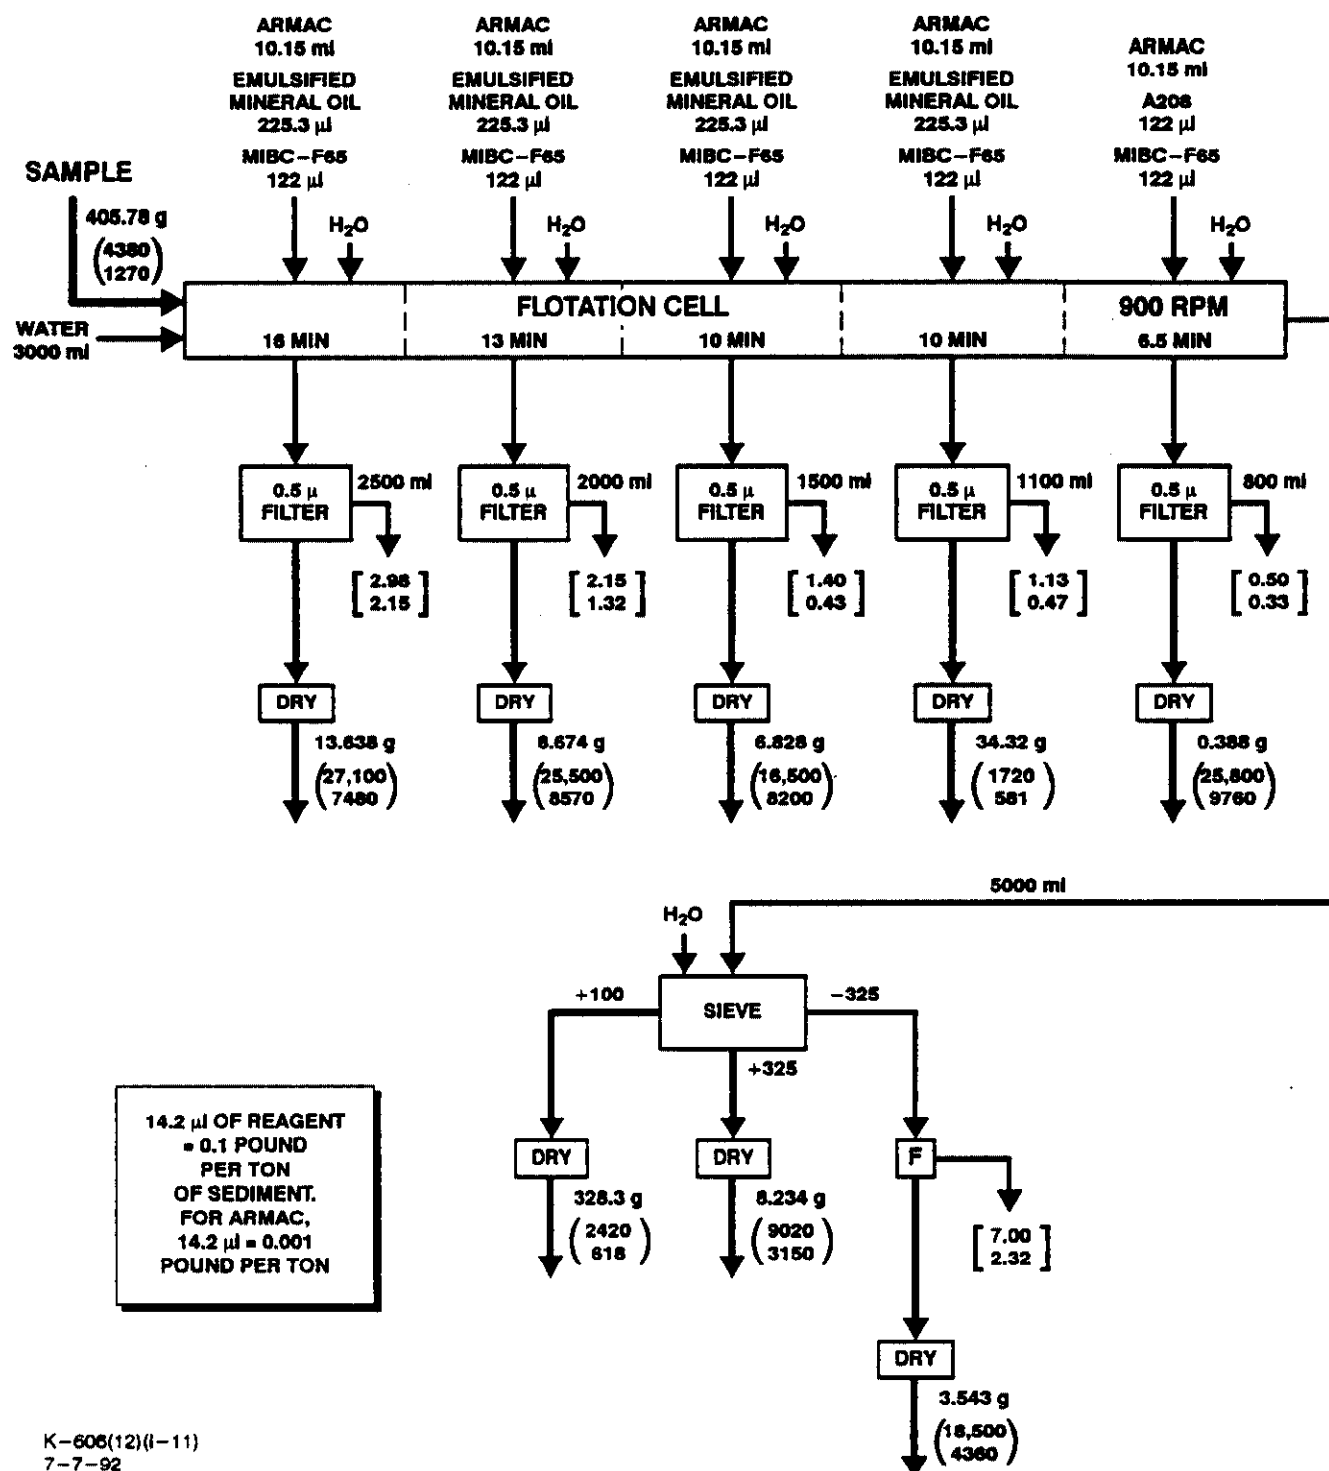 ARMAC
10.15 ml
EMULSIFIED
MINERAL OIL
225.3 µl
MIBC-F65
122 µl
H₂O
ARMAC
10.15 ml
EMULSIFIED
MINERAL OIL
225.3 µl
MIBC-F65
122 µl
H₂O
ARMAC
10.15 ml
EMULSIFIED
MINERAL OIL
225.3 µl
MIBC-F65
122 µl
H₂O
ARMAC
10.15 ml
EMULSIFIED
MINERAL OIL
225.3 µl
MIBC-F65
122 µl
H₂O
ARMAC
10.15 ml
A208
122 µl
MIBC-F65
122 µl
H₂O
SAMPLE
405.78 g
(4380
1270)
WATER
3000 ml
FLOTATION CELL
900 RPM
16 MIN
13 MIN
10 MIN
10 MIN
6.5 MIN
0.5 µ
FILTER
2500 ml
[2.98
2.15]
0.5 µ
FILTER
2000 ml
[2.15
1.32]
0.5 µ
FILTER
1500 ml
[1.40
0.43]
0.5 µ
FILTER
1100 ml
[1.13
0.47]
0.5 µ
FILTER
800 ml
[0.50
0.33]
DRY
13.638 g
(27,100
7480)
DRY
8.674 g
(25,500
8570)
DRY
6.828 g
(16,500
8200)
DRY
34.32 g
(1720
581)
DRY
0.388 g
(25,800
9760)
5000 ml
H₂O
+100
SIEVE
-325
+325
DRY
328.3 g
(2420
618)
DRY
8.234 g
(9020
3150)
F
[7.00
2.32]
DRY
3.543 g
(18,500
4360)
14.2 µl OF REAGENT
= 0.1 POUND
PER TON
OF SEDIMENT.
FOR ARMAC,
14.2 µl = 0.001
POUND PER TON
K-606(12)(I-11)
7-7-92